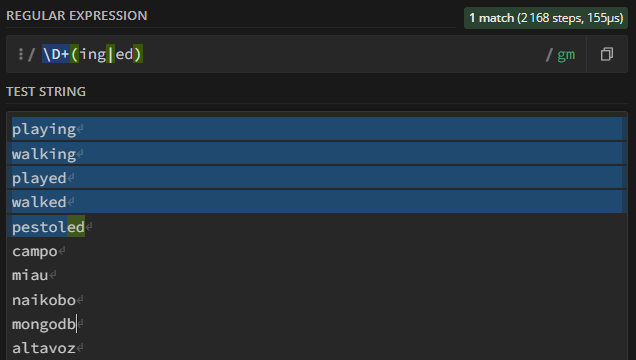 REGULAR EXPRESSION
1 match (2168 steps, 155μs)
/ \D+(ing|ed) / gm
TEST STRING
playing
walking
played
walked
pestoled
campo
miau
naikobo
mongodb
altavoz